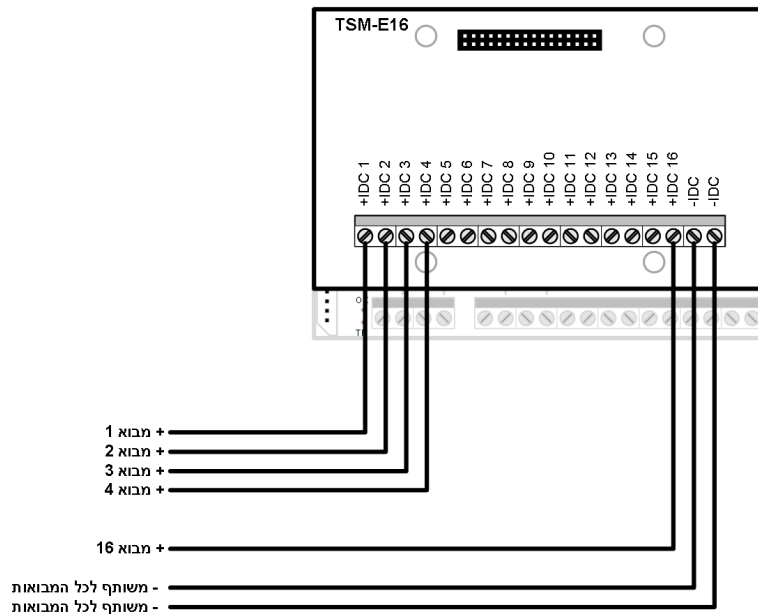 TSM-E16
+IDC 1
+IDC 2
+IDC 3
+IDC 4
+IDC 5
+IDC 6
+IDC 7
+IDC 8
+IDC 9
+IDC 10
+IDC 11
+IDC 12
+IDC 13
+IDC 14
+IDC 15
+IDC 16
-IDC
-IDC
+ מבוא 1
+ מבוא 2
+ מבוא 3
+ מבוא 4
+ מבוא 16
- משותף לכל המבואות
- משותף לכל המבואות